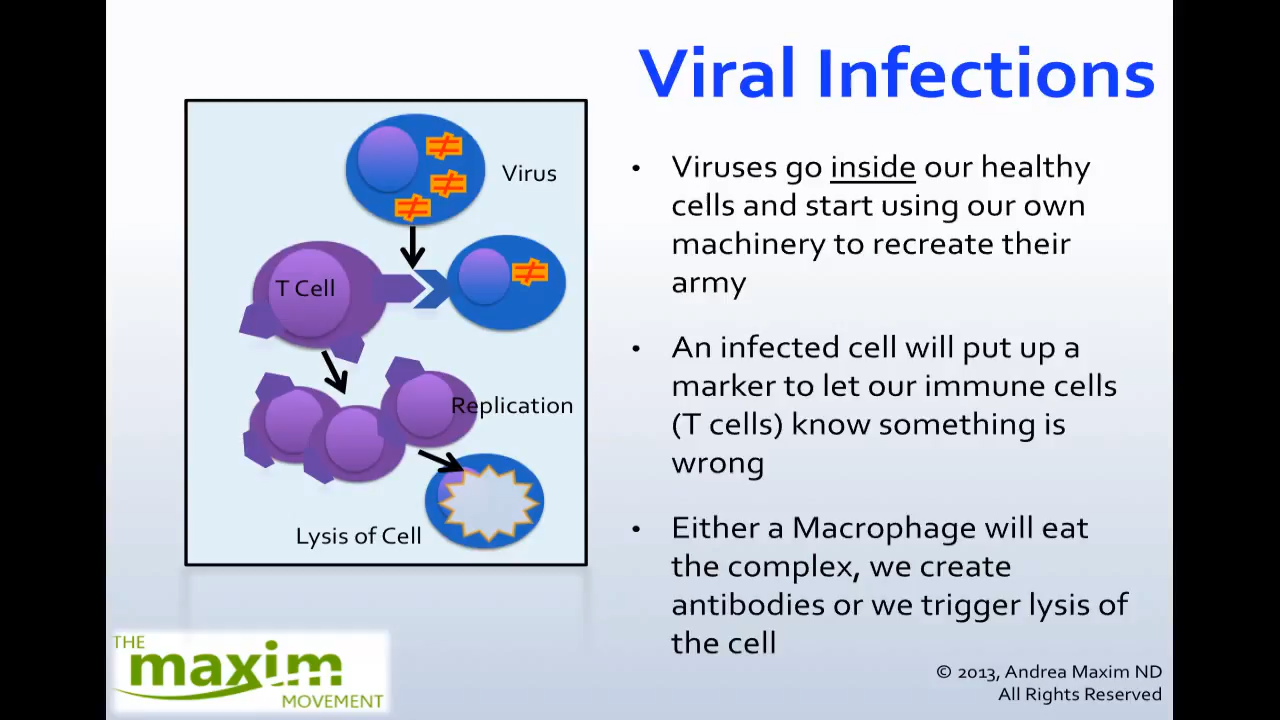 Viral Infections
Virus
T Cell
Replication
Lysis of Cell
• Viruses go inside our healthy
cells and start using our own
machinery to recreate their
army
• An infected cell will put up a
marker to let our immune cells
(T cells) know something is
wrong
• Either a Macrophage will eat
the complex, we create
antibodies or we trigger lysis of
the cell
THE
maxim
MOVEMENT
© 2013, Andrea Maxim ND
All Rights Reserved